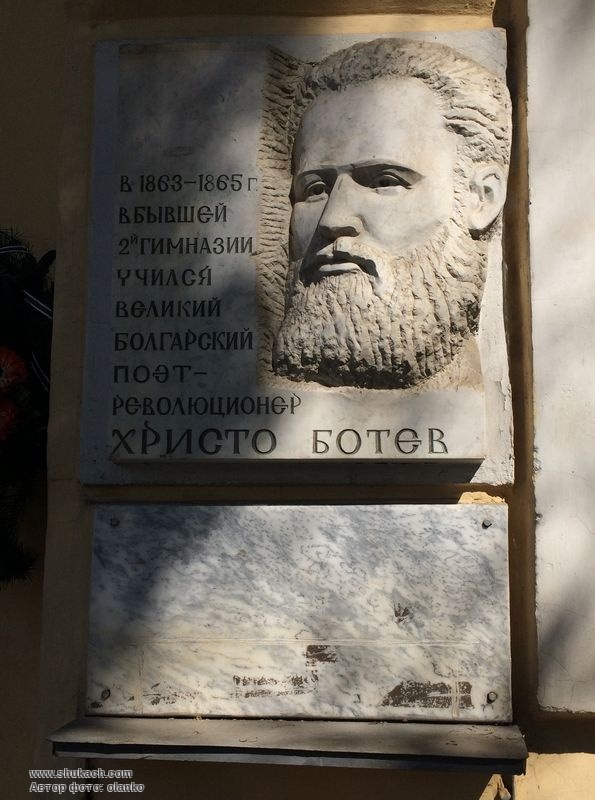 В 1863-1865 г.
В БЫВШЕЙ
2й ГИМНАЗИИ
УЧИЛСЯ
ВЕЛИКИЙ
БОЛГАРСКИЙ
ПОЭТ-
РЕВОЛЮЦИОНЕР
ХРИСТО БОТЕВ
www.shukach.com
Автор фото: olanko